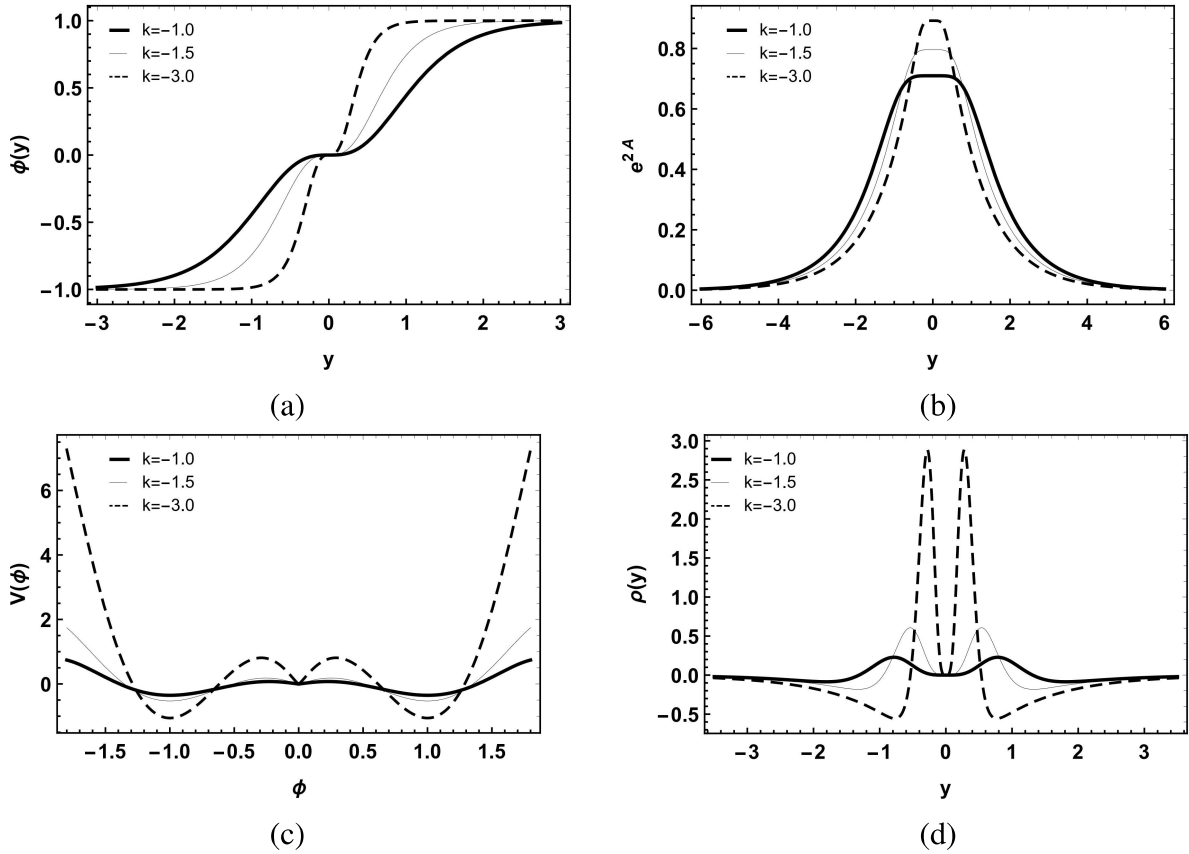 k=−1.0
k=−1.5
k=−3.0
1.0
0.5
0.0
−0.5
−1.0
ϕ(y)
−3 −2 −1 0 1 2 3
y
(a)
k=−1.0
k=−1.5
k=−3.0
0.8
0.6
0.4
0.2
0.0
e^{2 A}
−6 −4 −2 0 2 4 6
y
(b)
k=−1.0
k=−1.5
k=−3.0
6
4
2
0
V(ϕ)
−1.5 −1.0 −0.5 0.0 0.5 1.0 1.5
ϕ
(c)
k=−1.0
k=−1.5
k=−3.0
3.0
2.5
2.0
1.5
1.0
0.5
0.0
−0.5
ρ(y)
−3 −2 −1 0 1 2 3
y
(d)